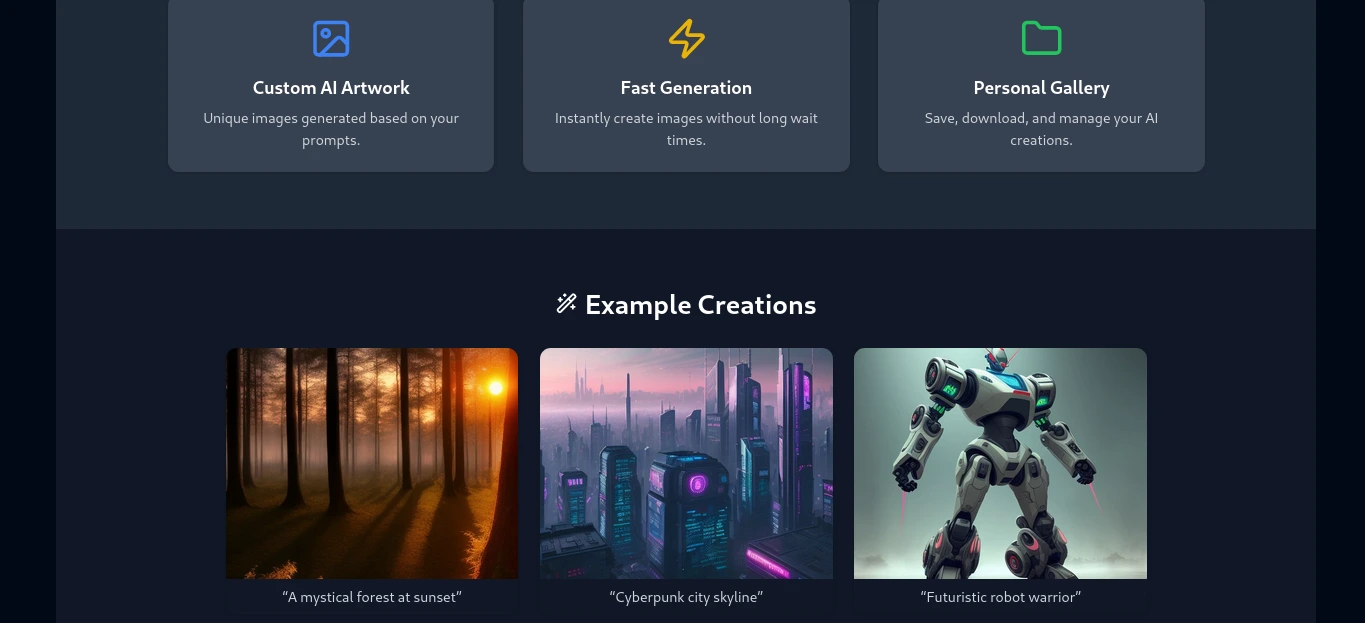 Custom AI Artwork
Unique images generated based on your
prompts.
Fast Generation
Instantly create images without long wait
times.
Personal Gallery
Save, download, and manage your AI
creations.
Example Creations
“A mystical forest at sunset”
“Cyberpunk city skyline”
“Futuristic robot warrior”